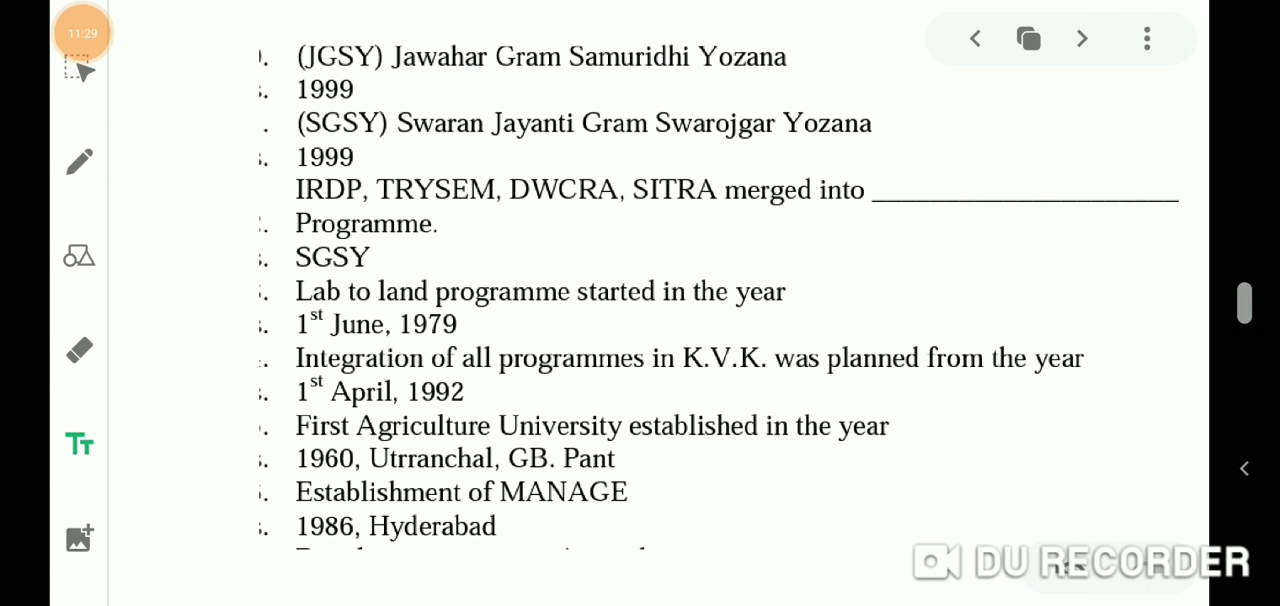 11:29
(JGSY) Jawahar Gram Samuridhi Yozana
1999
(SGSY) Swaran Jayanti Gram Swarojgar Yozana
1999
IRDP, TRYSEM, DWCRA, SITRA merged into ______________________
Programme.
SGSY
Lab to land programme started in the year
1st June, 1979
Integration of all programmes in K.V.K. was planned from the year
1st April, 1992
First Agriculture University established in the year
1960, Utrranchal, GB. Pant
Establishment of MANAGE
1986, Hyderabad
DU RECORDER